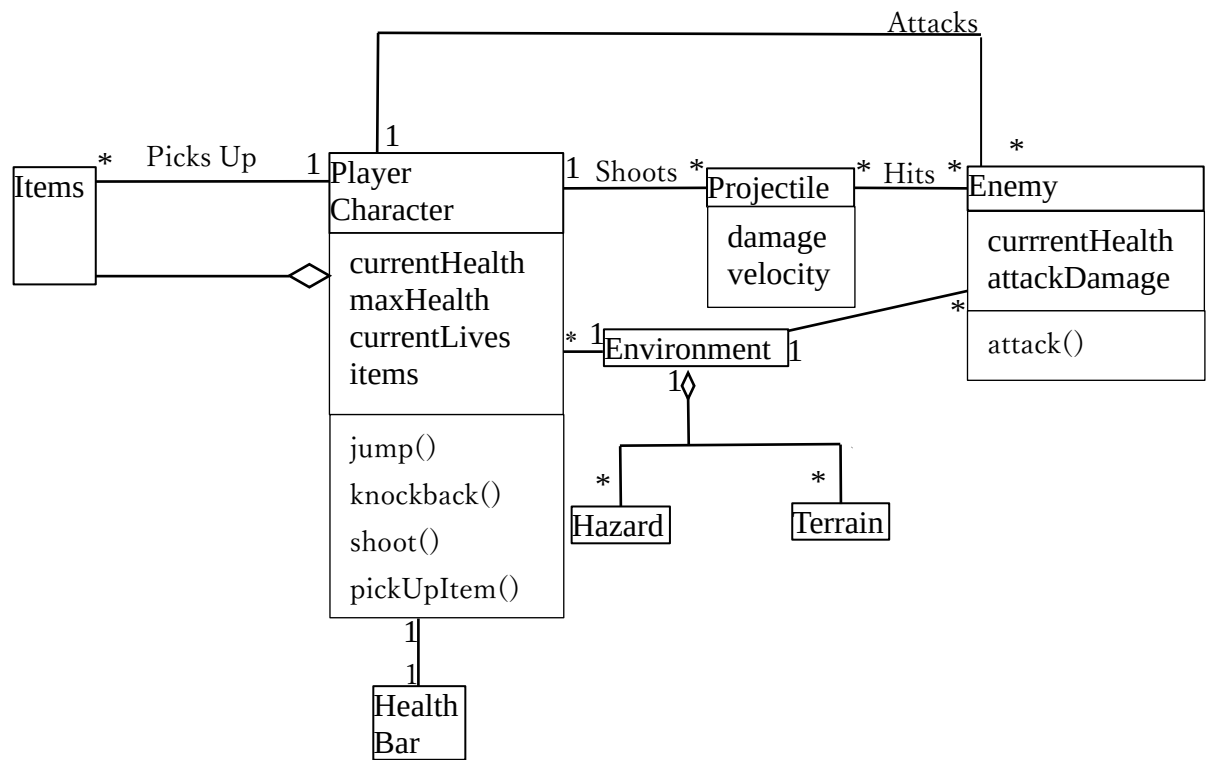 Attacks
1
*
* Picks Up 1
1 Shoots *
* Hits *
Items
Player
Character
Projectile
Enemy
currentHealth
maxHealth
currentLives
items
damage
velocity
currrentHealth
attackDamage
*
attack()
* 1
Environment
1
1
* *
Hazard
Terrain
jump()
knockback()
shoot()
pickUpItem()
1
1
Health
Bar